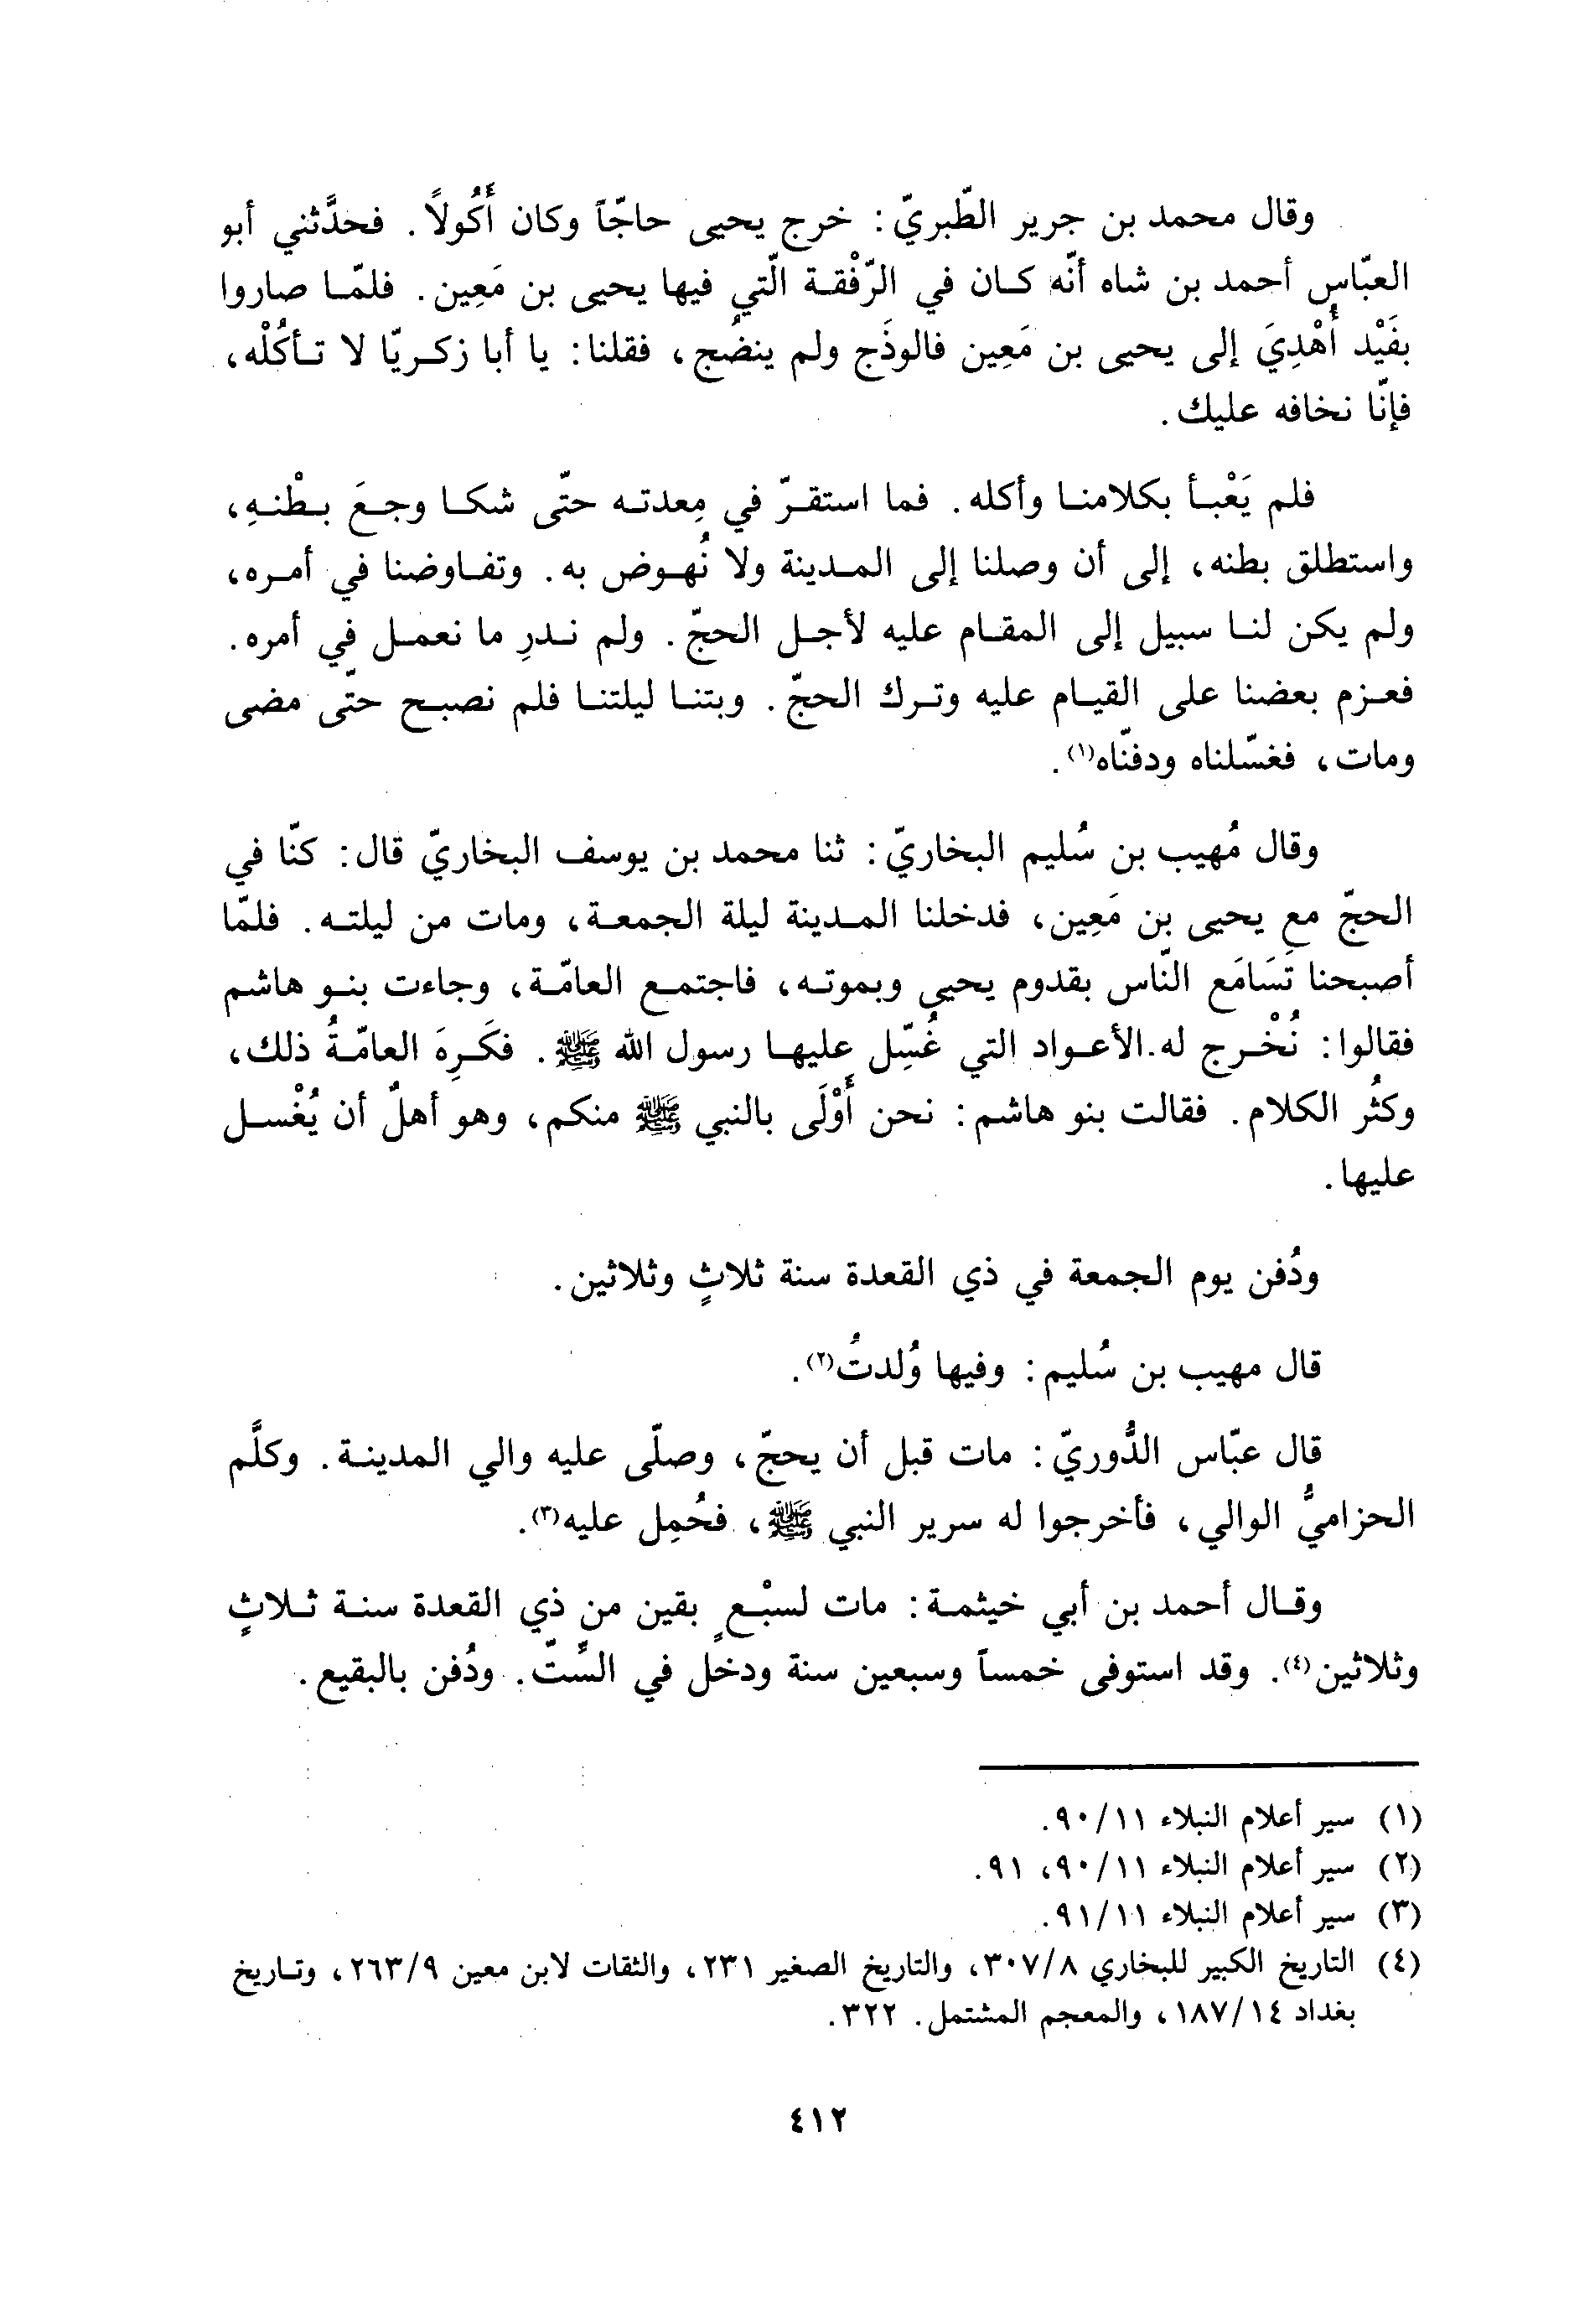 وقال محمد بن جرير الطّبريّ: خرج يحيى حاجّاً وكان أَكُولاً. فحدَّثني أبو
العبّاس أحمد بن شاه أنّه كان في الرّفْقة الّتي فيها يحيى بن مَعِين. فلمّا صاروا
بفَيْد أُهْدِيَ إلى يحيى بن مَعِين فالوذَج ولم ينضُج، فقلنا: يا أبا زكريّا لا تأكُلْه،
فإنّا نخافه عليك.
فلم يَعْبأ بكلامنا وأكله. فما استقرّ في مِعدته حتّى شكا وجعَ بطْنهِ،
واستطلق بطنه، إلى أن وصلنا إلى المدينة ولا نُهوض به. وتفاوضنا في أمره،
ولم يكن لنا سبيل إلى المقام عليه لأجل الحجّ. ولم ندرِ ما نعمل في أمره.
فعزم بعضنا على القيام عليه وترك الحجّ. وبتنا ليلتنا فلم نصبح حتّى مضى
ومات، فغسّلناه ودفنّاه(١).
وقال مُهيب بن سُليم البخاريّ: ثنا محمد بن يوسف البخاريّ قال: كنّا في
الحجّ مع يحيى بن مَعِين، فدخلنا المدينة ليلة الجمعة، ومات من ليلته. فلمّا
أصبحنا تَسَامَع النّاس بقدوم يحيى وبموته، فاجتمع العامّة، وجاءت بنو هاشم
فقالوا: نُخْرج له الأعواد التي غُسِّل عليها رسول الله ﷺ. فكَرِهَ العامّةُ ذلك،
وكثُر الكلام. فقالت بنو هاشم: نحن أَوْلَى بالنبي ﷺ منكم، وهو أهلٌ أن يُغْسل
عليها.
ودُفن يوم الجمعة في ذي القعدة سنة ثلاثٍ وثلاثين.
قال مهيب بن سُليم: وفيها وُلدتُ(٢).
قال عبّاس الدُّوريّ: مات قبل أن يحجّ، وصلّى عليه والي المدينة. وكلَّم
الحزاميُّ الوالي، فأخرجوا له سرير النبي ﷺ، فحُمِل عليه(٣).
وقال أحمد بن أبي خيثمة: مات لسبْعٍ بقين من ذي القعدة سنة ثلاثٍ
وثلاثين(٤). وقد استوفى خمساً وسبعين سنة ودخل في السِّتّ. ودُفن بالبقيع.
(١) سير أعلام النبلاء ١١/٩٠.
(٢) سير أعلام النبلاء ١١/٩٠، ٩١.
(٣) سير أعلام النبلاء ١١/٩١.
(٤) التاريخ الكبير للبخاري ٨/٣٠٧، والتاريخ الصغير ٢٣١، والثقات لابن معين ٩/٢٦٣، وتاريخ
بغداد ١٤/١٨٧، والمعجم المشتمل. ٣٢٢.
٤١٢